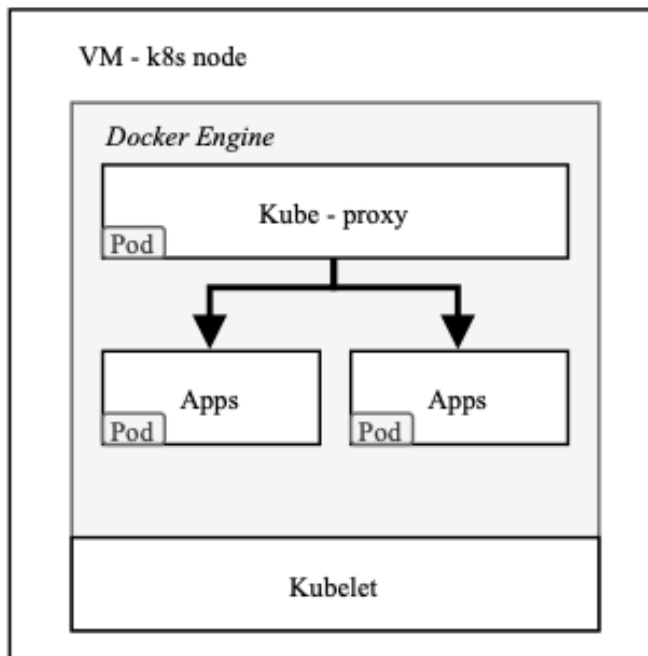 VM - k8s node
Docker Engine
Kube - proxy
Pod
Apps
Pod
Apps
Pod
Kubelet